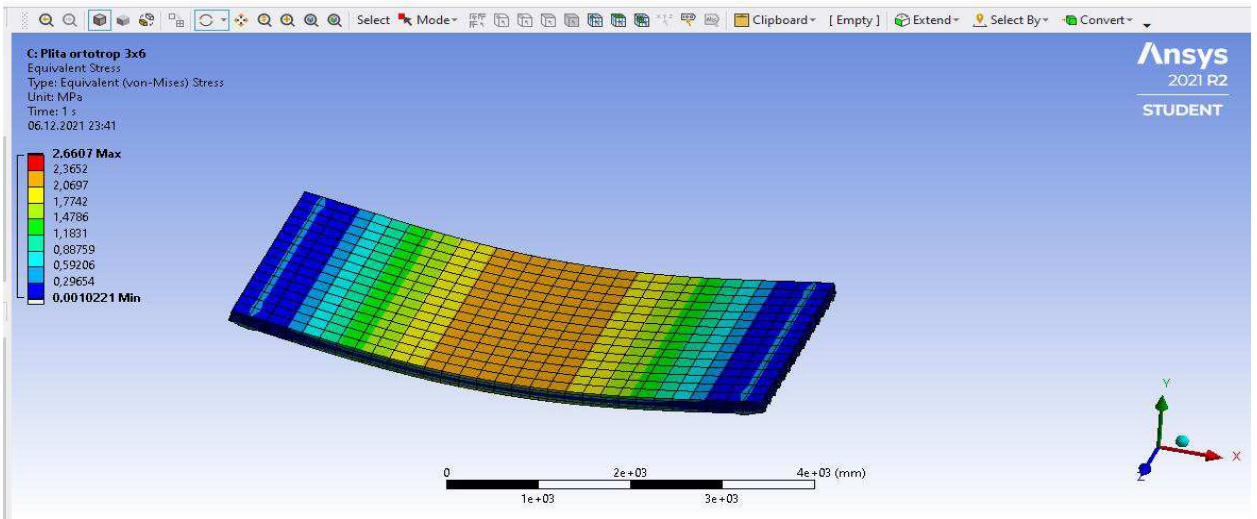 Select Mode Clipboard [ Empty ] Extend Select By Convert
C: Plita ortotrop 3x6
Equivalent Stress
Type: Equivalent (von-Mises) Stress
Unit: MPa
Time: 1 s
06.12.2021 23:41
Ansys
2021 R2
STUDENT
2,6607 Max
2,3652
2,0697
1,7742
1,4786
1,1831
0,88759
0,59206
0,29654
0,0010221 Min
Y
X
Z
0 2e+03 4e+03 (mm)
1e+03 3e+03